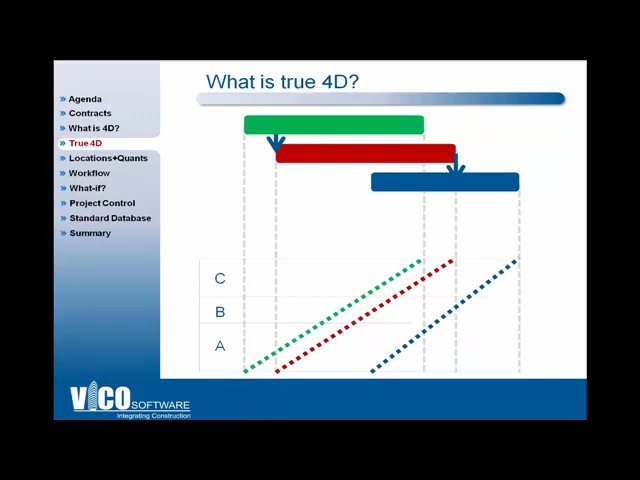 What is true 4D?
Agenda
Contracts
What is 4D?
True 4D
Locations+Quants
Workflow
What-if?
Project Control
Standard Database
Summary
C
B
A
VICO SOFTWARE
Integrating Construction